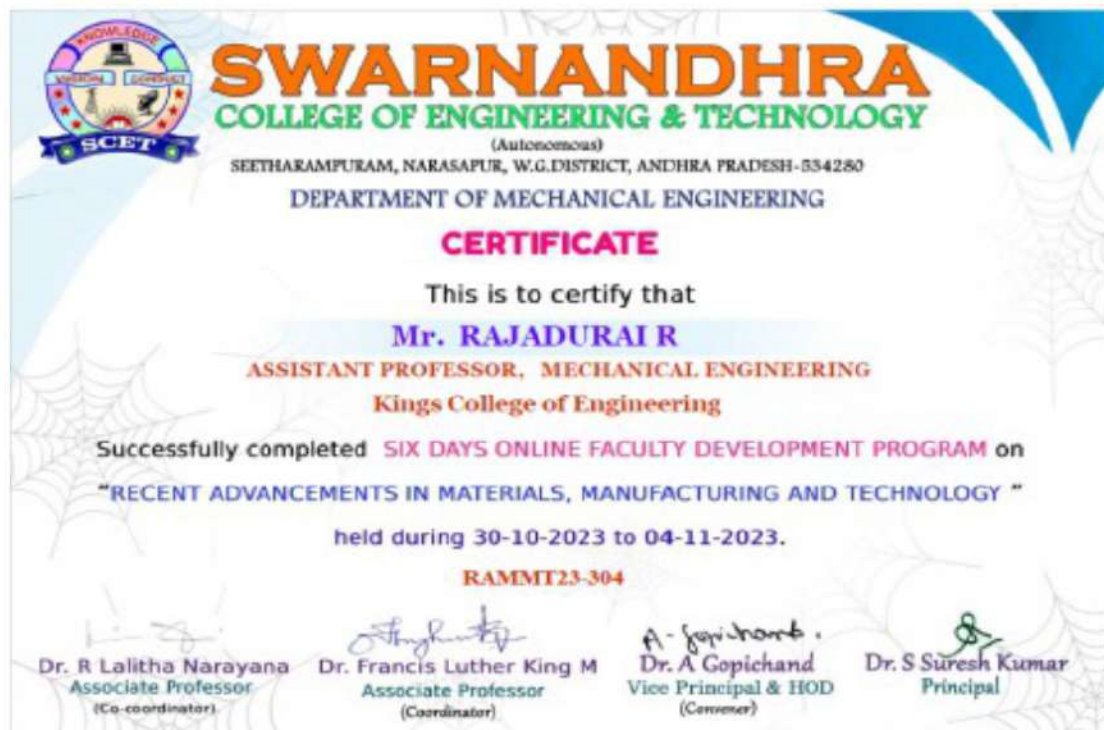 KNOWLEDGE
VISION CONDUCT
SCET
SWARNANDHRA
COLLEGE OF ENGINEERING & TECHNOLOGY
(Autonomous)
SEETHARAMPURAM, NARASAPUR, W.G.DISTRICT, ANDHRA PRADESH-534280
DEPARTMENT OF MECHANICAL ENGINEERING
CERTIFICATE
This is to certify that
Mr. RAJADURAI R
ASSISTANT PROFESSOR, MECHANICAL ENGINEERING
Kings College of Engineering
Successfully completed SIX DAYS ONLINE FACULTY DEVELOPMENT PROGRAM on
"RECENT ADVANCEMENTS IN MATERIALS, MANUFACTURING AND TECHNOLOGY "
held during 30-10-2023 to 04-11-2023.
RAMMT23-304
A- Gopichand.
Dr. R Lalitha Narayana Dr. Francis Luther King M Dr. A Gopichand Dr. S Suresh Kumar
Associate Professor Associate Professor Vice Principal & HOD Principal
(Co-coordinator) (Coordinator) (Convener)